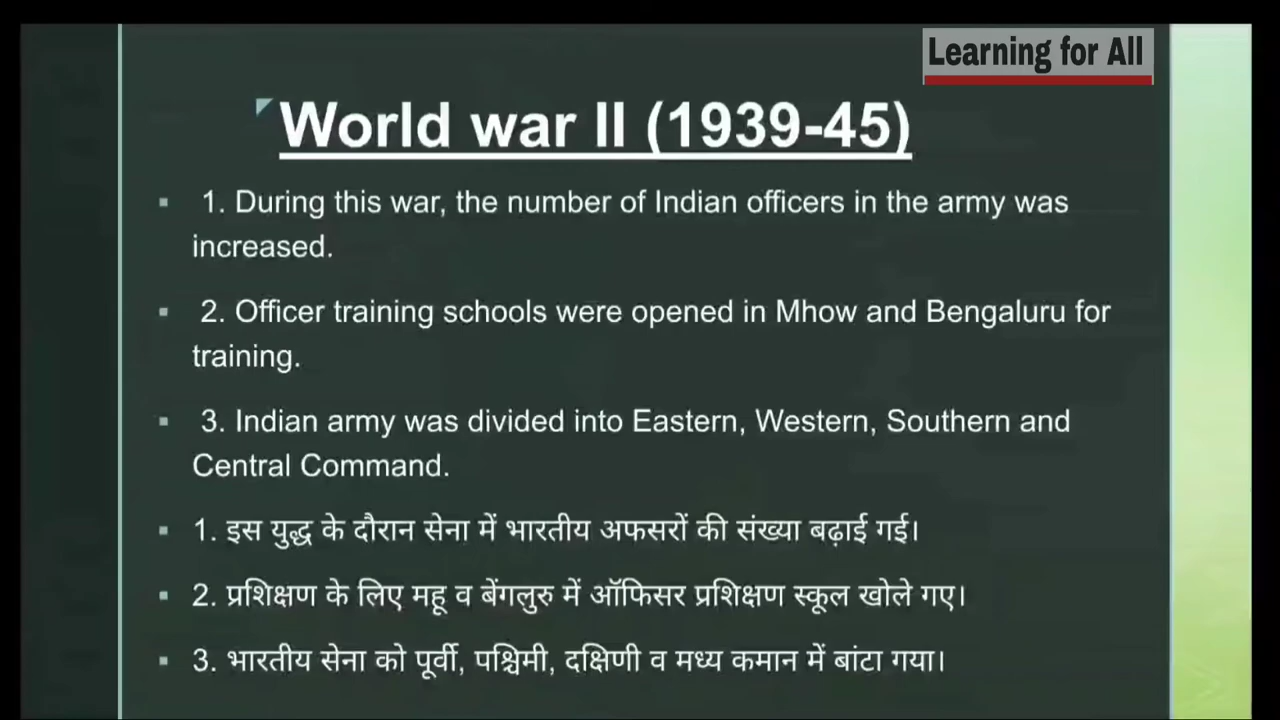 Learning for All
World war II (1939-45)
▪ 1. During this war, the number of Indian officers in the army was
increased.
▪ 2. Officer training schools were opened in Mhow and Bengaluru for
training.
▪ 3. Indian army was divided into Eastern, Western, Southern and
Central Command.
▪ 1. इस युद्ध के दौरान सेना में भारतीय अफसरों की संख्या बढ़ाई गई।
▪ 2. प्रशिक्षण के लिए महू व बेंगलुरु में ऑफिसर प्रशिक्षण स्कूल खोले गए।
▪ 3. भारतीय सेना को पूर्वी, पश्चिमी, दक्षिणी व मध्य कमान में बांटा गया।